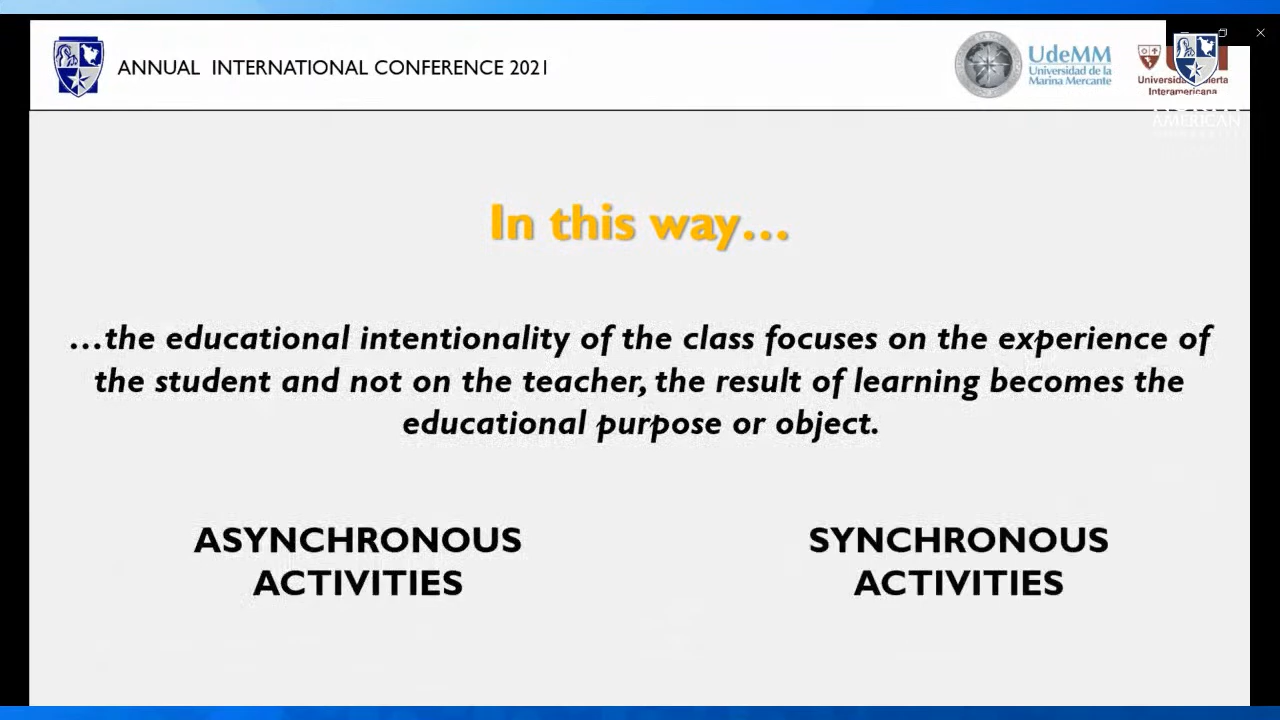 ANNUAL INTERNATIONAL CONFERENCE 2021
UdeMM
Universidad de la
Marina Mercante
Interamericana
AMERICAN
In this way...
...the educational intentionality of the class focuses on the experience of
the student and not on the teacher, the result of learning becomes the
educational purpose or object.
ASYNCHRONOUS
ACTIVITIES
SYNCHRONOUS
ACTIVITIES